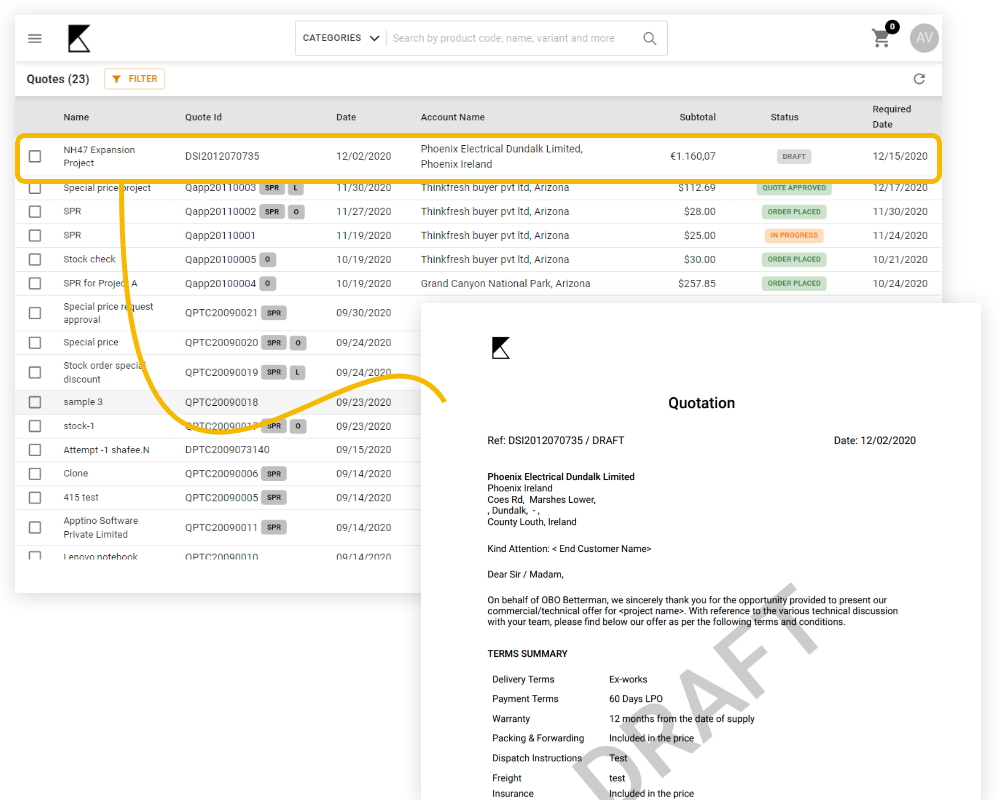 CATEGORIES Search by product code, name, variant and more 0 AV
Quotes (23) FILTER
Name Quote Id Date Account Name Subtotal Status Required Date
NH47 Expansion Project DSI2012070735 12/02/2020 Phoenix Electrical Dundalk Limited, Phoenix Ireland €1.160,07 DRAFT 12/15/2020
Special price project Qapp20110003 SPR L 11/30/2020 Thinkfresh buyer pvt ltd, Arizona $112.69 QUOTE APPROVED 12/17/2020
SPR Qapp20110002 SPR O 11/27/2020 Thinkfresh buyer pvt ltd, Arizona $28.00 ORDER PLACED 11/30/2020
SPR Qapp20110001 11/19/2020 Thinkfresh buyer pvt ltd, Arizona $25.00 IN PROGRESS 11/24/2020
Stock check Qapp20100005 O 10/19/2020 Thinkfresh buyer pvt ltd, Arizona $30.00 ORDER PLACED 10/21/2020
SPR for Project A Qapp20100004 O 10/19/2020 Grand Canyon National Park, Arizona $257.85 ORDER PLACED 10/24/2020
Special price request approval QPTC20090021 SPR 09/30/2020
Special price QPTC20090020 SPR O 09/24/2020
Stock order special discount QPTC20090019 SPR L 09/24/2020
sample 3 QPTC20090018 09/23/2020
stock-1 QPTC20090017 SPR O 09/23/2020
Attempt -1 shafee.N DPTC2009073140 09/15/2020
Clone QPTC20090006 SPR 09/14/2020
415 test QPTC20090005 SPR 09/14/2020
Apptino Software Private Limited QPTC20090011 SPR 09/14/2020
Lenovo notebook QPTC20090010 09/14/2020
Quotation
Ref: DSI2012070735 / DRAFT Date: 12/02/2020
Phoenix Electrical Dundalk Limited
Phoenix Ireland
Coes Rd, Marshes Lower,
, Dundalk, - ,
County Louth, Ireland
Kind Attention: < End Customer Name>
Dear Sir / Madam,
On behalf of OBO Betterman, we sincerely thank you for the opportunity provided to present our
commercial/technical offer for <project name>. With reference to the various technical discussion
with your team, please find below our offer as per the following terms and conditions.
TERMS SUMMARY
Delivery Terms Ex-works
Payment Terms 60 Days LPO
Warranty 12 months from the date of supply
Packing & Forwarding Included in the price
Dispatch Instructions Test
Freight test
Insurance Included in the price
DRAFT